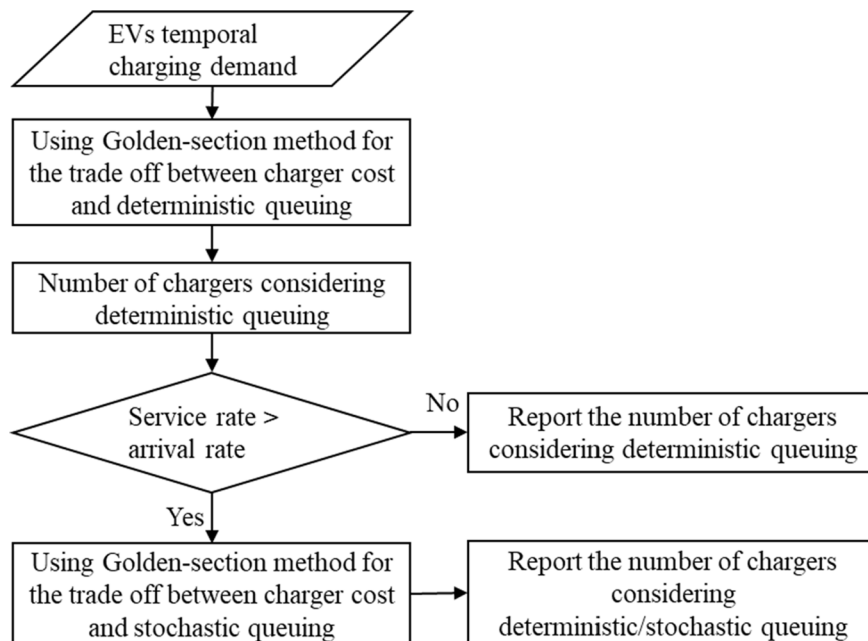 EVs temporal
charging demand
Using Golden-section method for
the trade off between charger cost
and deterministic queuing
Number of chargers considering
deterministic queuing
Service rate >
arrival rate
No
Report the number of chargers
considering deterministic queuing
Yes
Using Golden-section method for
the trade off between charger cost
and stochastic queuing
Report the number of chargers
considering
deterministic/stochastic queuing